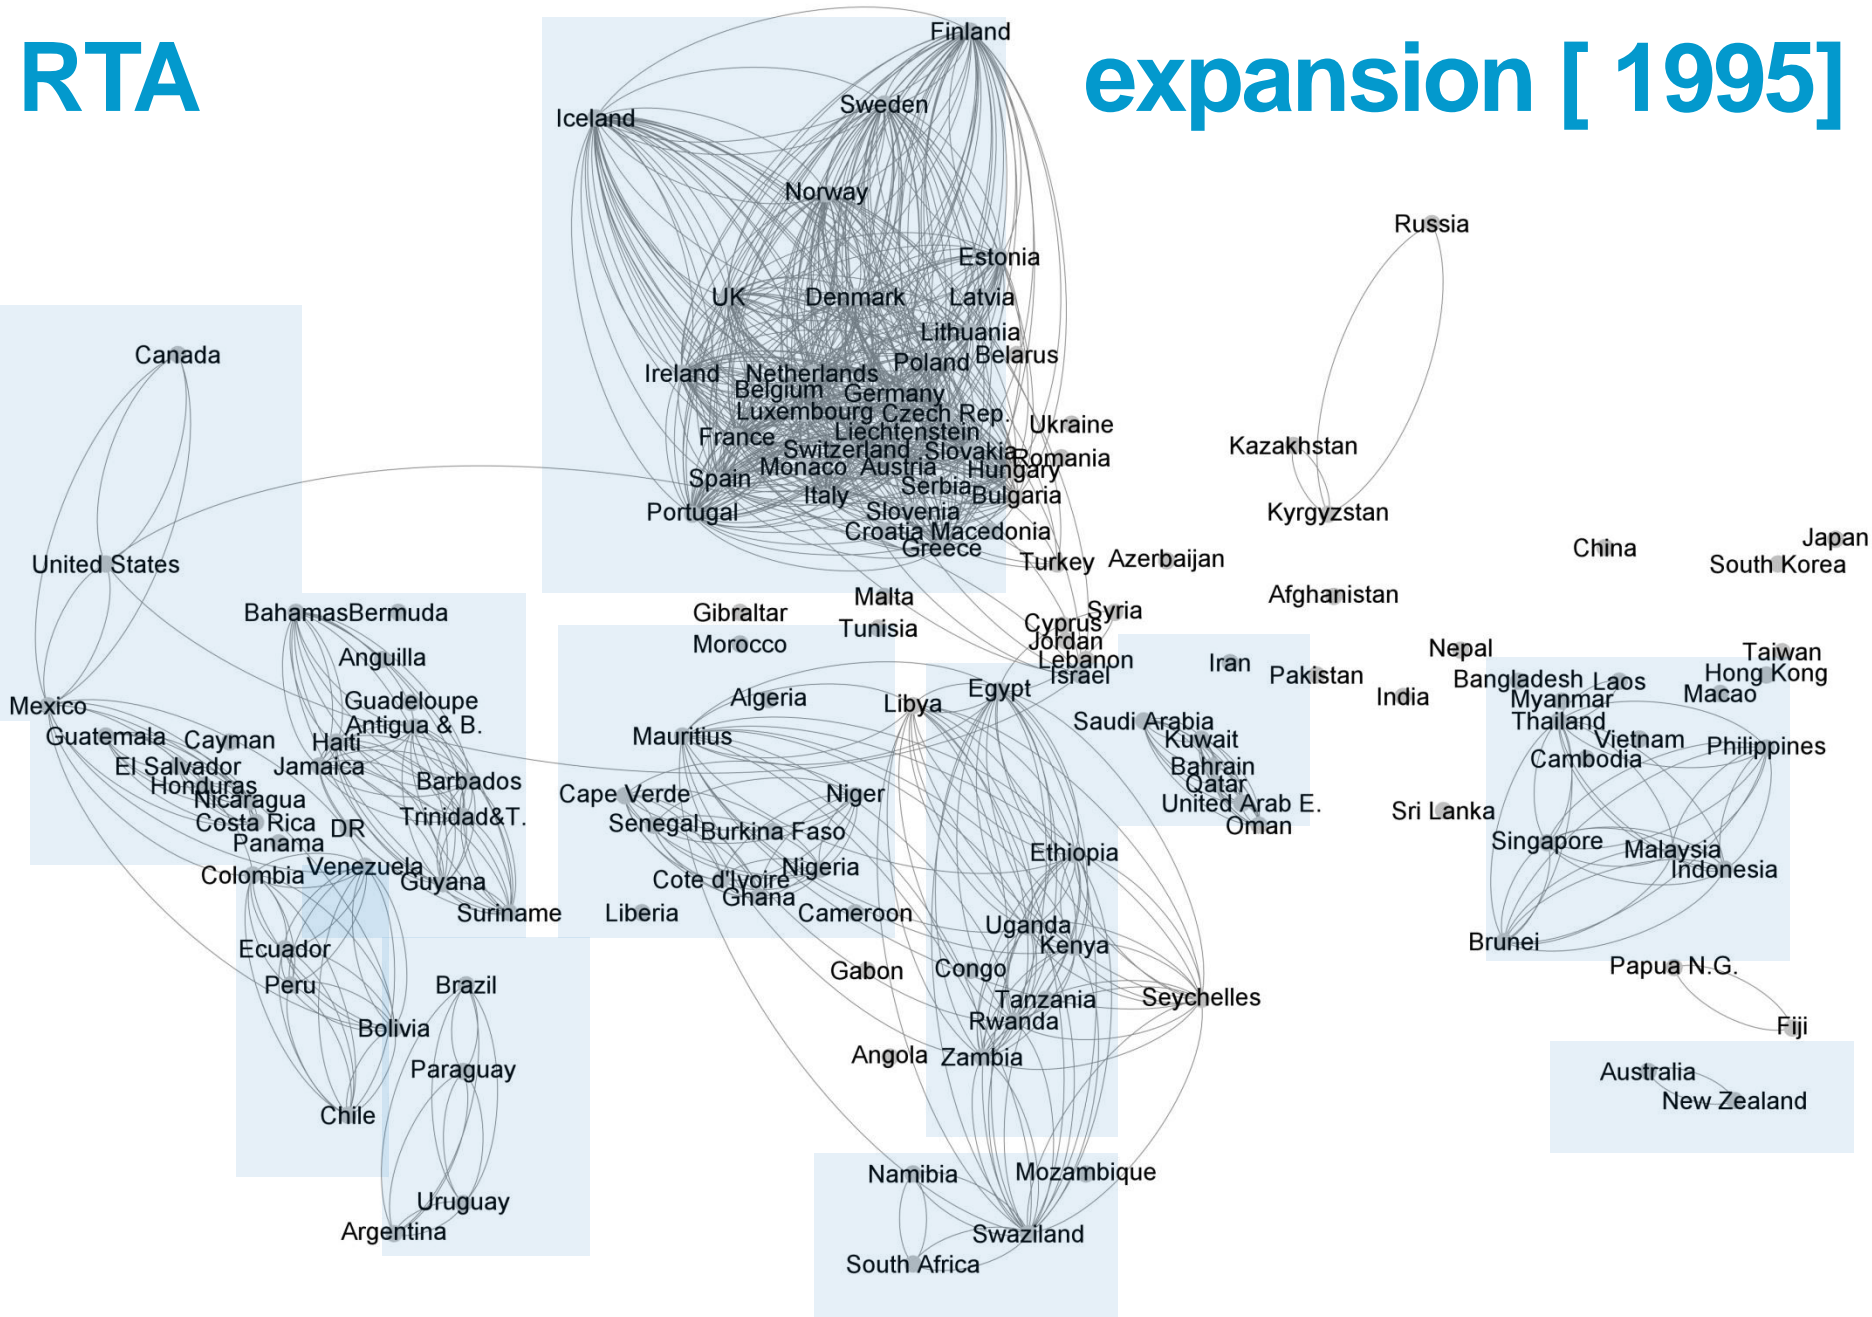 RTA expansion [ 1995]
Finland
Sweden
Iceland
Norway
Russia
Estonia
UK
Denmark
Latvia
Lithuania
Canada
Belarus
Poland
Ireland
Netherlands
Belgium
Germany
Luxembourg
Czech Rep.
Ukraine
Liechtenstein
France
Kazakhstan
Switzerland
Slovakia
Romania
Monaco
Austria
Hungary
Spain
Serbia
Italy
Bulgaria
Portugal
Slovenia
Kyrgyzstan
Croatia
Macedonia
Japan
Greece
China
Azerbaijan
Turkey
United States
South Korea
Afghanistan
Malta
Syria
Bahamas
Bermuda
Gibraltar
Cyprus
Tunisia
Jordan
Morocco
Nepal
Taiwan
Anguilla
Lebanon
Iran
Israel
Pakistan
Hong Kong
Bangladesh
Laos
Egypt
Macao
Algeria
India
Myanmar
Guadeloupe
Libya
Mexico
Saudi Arabia
Thailand
Antigua & B.
Guatemala
Cayman
Haiti
Mauritius
Kuwait
Vietnam
Philippines
El Salvador
Jamaica
Bahrain
Cambodia
Honduras
Barbados
Qatar
Cape Verde
Niger
Nicaragua
United Arab E.
Sri Lanka
Trinidad&T.
Costa Rica
DR
Senegal
Burkina Faso
Oman
Panama
Singapore
Malaysia
Ethiopia
Venezuela
Nigeria
Indonesia
Colombia
Guyana
Cote d'Ivoire
Ghana
Suriname
Liberia
Cameroon
Uganda
Kenya
Brunei
Ecuador
Papua N.G.
Gabon
Congo
Peru
Brazil
Seychelles
Tanzania
Rwanda
Fiji
Bolivia
Angola
Zambia
Paraguay
Australia
New Zealand
Chile
Namibia
Mozambique
Uruguay
Argentina
Swaziland
South Africa